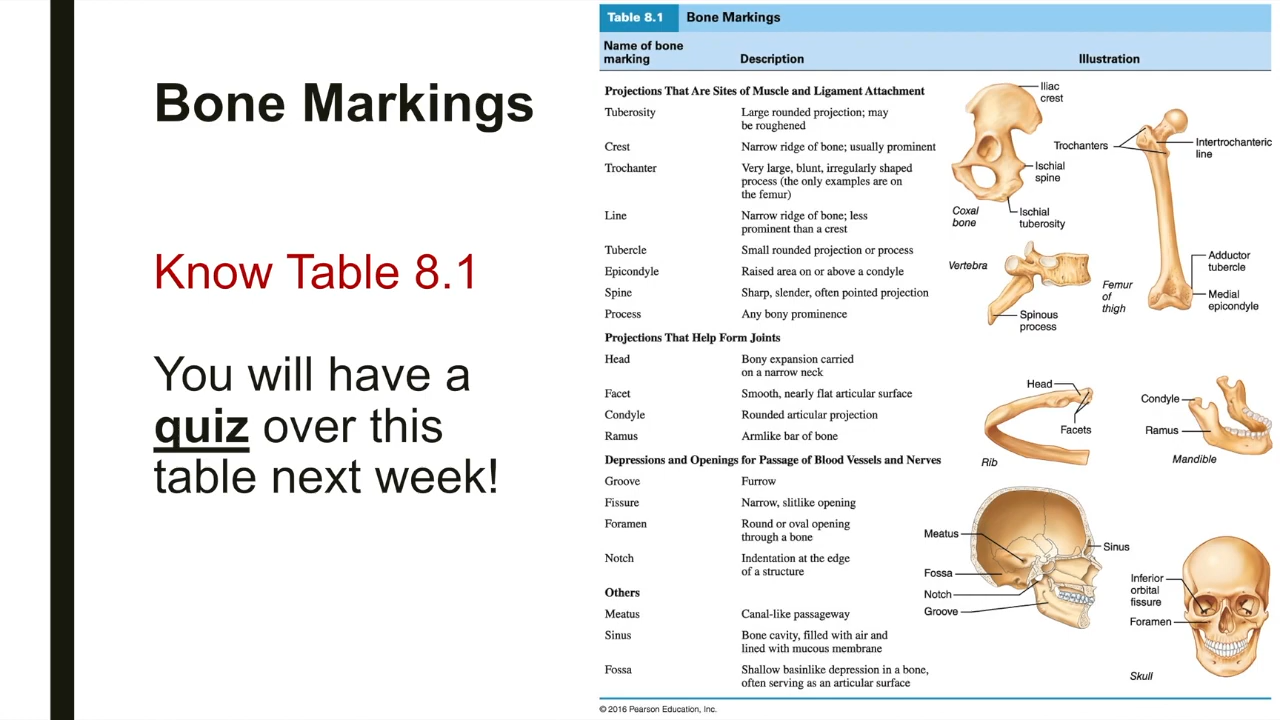 Bone Markings
Know Table 8.1
You will have a
quiz over this
table next week!
Table 8.1 Bone Markings
Name of bone
marking
Description
Illustration
Projections That Are Sites of Muscle and Ligament Attachment
Tuberosity Large rounded projection; may
be roughened
Crest Narrow ridge of bone; usually prominent
Trochanter Very large, blunt, irregularly shaped
process (the only examples are on
the femur)
Line Narrow ridge of bone; less
prominent than a crest
Tubercle Small rounded projection or process
Epicondyle Raised area on or above a condyle
Spine Sharp, slender, often pointed projection
Process Any bony prominence
Iliac
crest
Trochanters
Intertrochanteric
line
Ischial
spine
Coxal
bone
Ischial
tuberosity
Vertebra
Adductor
tubercle
Femur
of
thigh
Medial
epicondyle
Spinous
process
Projections That Help Form Joints
Head Bony expansion carried
on a narrow neck
Facet Smooth, nearly flat articular surface
Condyle Rounded articular projection
Ramus Armlike bar of bone
Head
Facets
Rib
Condyle
Ramus
Mandible
Depressions and Openings for Passage of Blood Vessels and Nerves
Groove Furrow
Fissure Narrow, slitlike opening
Foramen Round or oval opening
through a bone
Notch Indentation at the edge
of a structure
Others
Meatus Canal-like passageway
Sinus Bone cavity, filled with air and
lined with mucous membrane
Fossa Shallow basinlike depression in a bone,
often serving as an articular surface
Meatus
Sinus
Fossa
Notch
Groove
Inferior
orbital
fissure
Foramen
Skull
© 2016 Pearson Education, Inc.